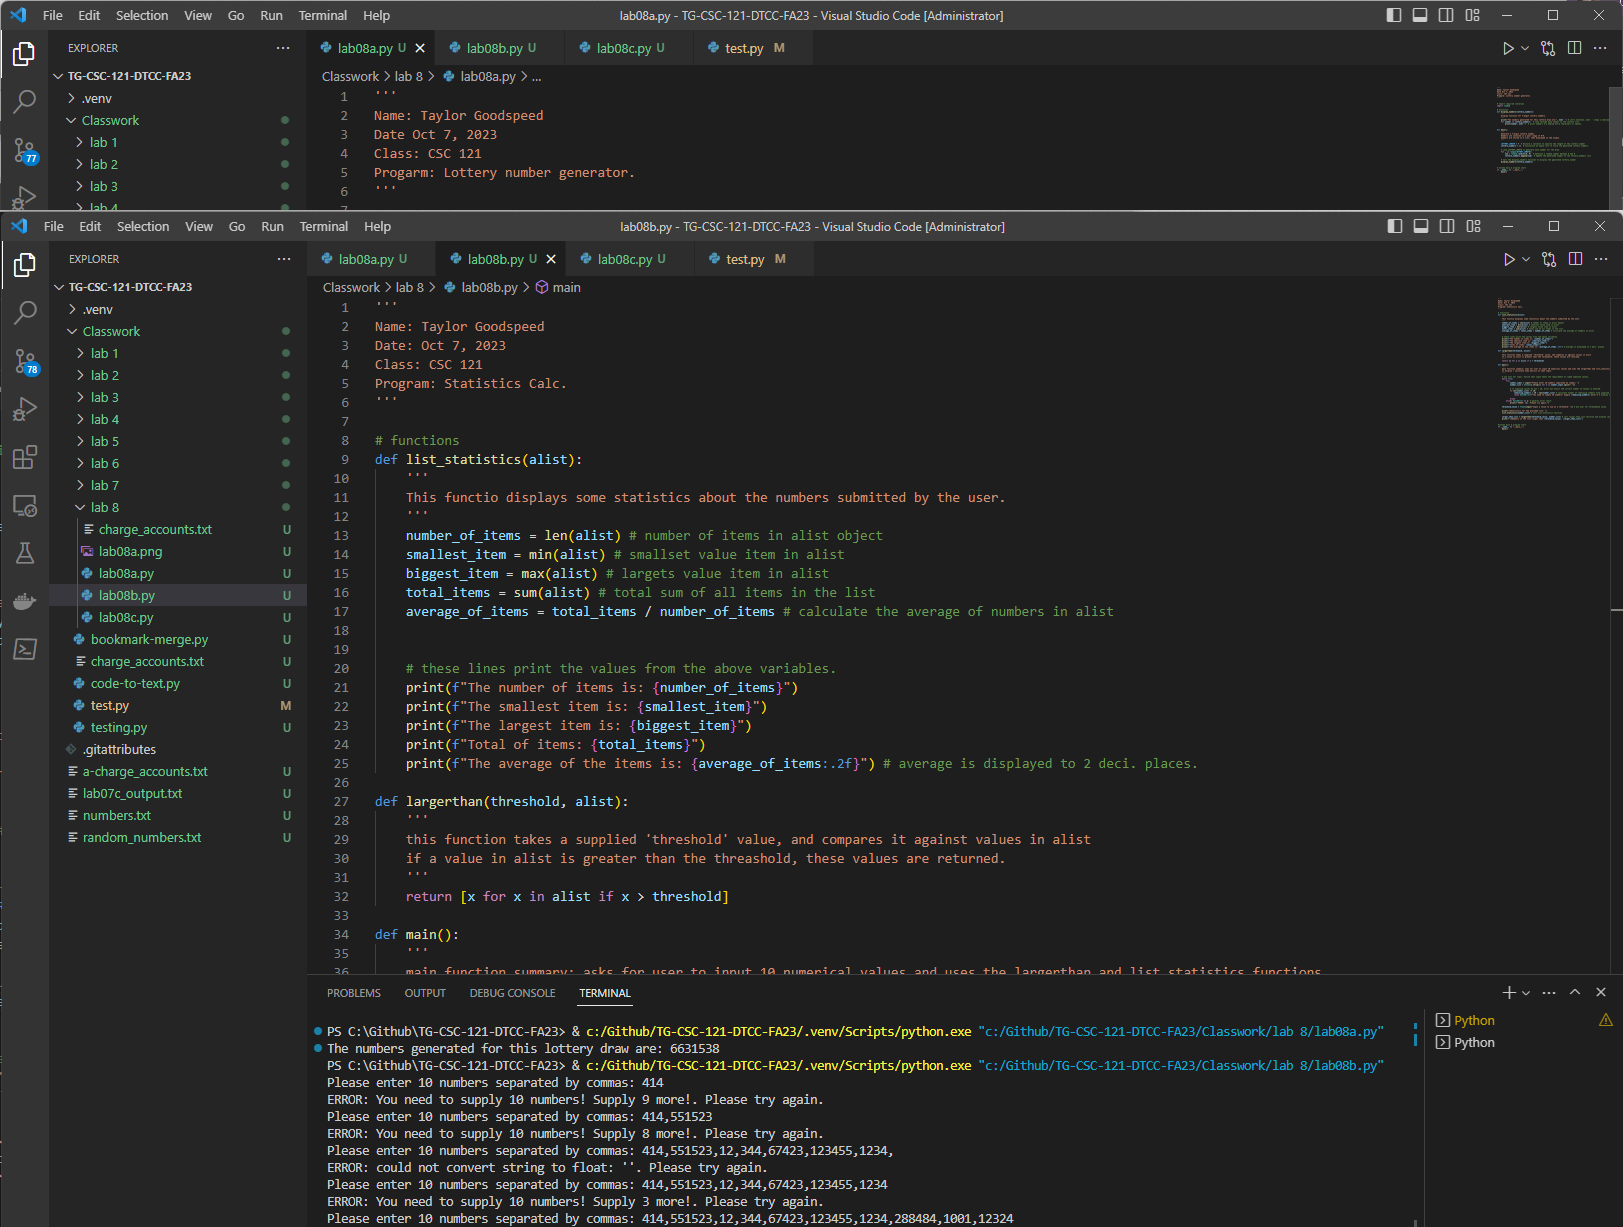 File Edit Selection View Go Run Terminal Help lab08a.py - TG-CSC-121-DTCC-FA23 - Visual Studio Code [Administrator]
EXPLORER
lab08a.py U lab08b.py U lab08c.py U test.py M
TG-CSC-121-DTCC-FA23
Classwork > lab 8 > lab08a.py > ...
.venv
Classwork
lab 1
lab 2
lab 3
lab 4
77
1 '''
2 Name: Taylor Goodspeed
3 Date Oct 7, 2023
4 Class: CSC 121
5 Progarm: Lottery number generator.
6 '''
7
File Edit Selection View Go Run Terminal Help lab08b.py - TG-CSC-121-DTCC-FA23 - Visual Studio Code [Administrator]
EXPLORER
lab08a.py U lab08b.py U lab08c.py U test.py M
TG-CSC-121-DTCC-FA23
Classwork > lab 8 > lab08b.py > main
78
.venv
Classwork
lab 1
lab 2
lab 3
lab 4
lab 5
lab 6
lab 7
lab 8
charge_accounts.txt U
lab08a.png U
lab08a.py U
lab08b.py U
lab08c.py U
bookmark-merge.py U
charge_accounts.txt U
code-to-text.py U
test.py M
testing.py U
.gitattributes
a-charge_accounts.txt U
lab07c_output.txt U
numbers.txt U
random_numbers.txt U
1 '''
2 Name: Taylor Goodspeed
3 Date: Oct 7, 2023
4 Class: CSC 121
5 Program: Statistics Calc.
6 '''
7
8 # functions
9 def list_statistics(alist):
10 '''
11 This functio displays some statistics about the numbers submitted by the user.
12 '''
13 number_of_items = len(alist) # number of items in alist object
14 smallest_item = min(alist) # smallset value item in alist
15 biggest_item = max(alist) # largets value item in alist
16 total_items = sum(alist) # total sum of all items in the list
17 average_of_items = total_items / number_of_items # calculate the average of numbers in alist
18
19
20 # these lines print the values from the above variables.
21 print(f"The number of items is: {number_of_items}")
22 print(f"The smallest item is: {smallest_item}")
23 print(f"The largest item is: {biggest_item}")
24 print(f"Total of items: {total_items}")
25 print(f"The average of the items is: {average_of_items:.2f}") # average is displayed to 2 deci. places.
26
27 def largerthan(threshold, alist):
28 '''
29 this function takes a supplied 'threshold' value, and compares it against values in alist
30 if a value in alist is greater than the threashold, these values are returned.
31 '''
32 return [x for x in alist if x > threshold]
33
34 def main():
35 '''
36 main function summary: asks for user to input 10 numerical values and uses the largerthan and list_statistics functions
PROBLEMS OUTPUT DEBUG CONSOLE TERMINAL
PS C:\Github\TG-CSC-121-DTCC-FA23> & c:/Github/TG-CSC-121-DTCC-FA23/.venv/Scripts/python.exe "c:/Github/TG-CSC-121-DTCC-FA23/Classwork/lab 8/lab08a.py"
The numbers generated for this lottery draw are: 6631538
PS C:\Github\TG-CSC-121-DTCC-FA23> & c:/Github/TG-CSC-121-DTCC-FA23/.venv/Scripts/python.exe "c:/Github/TG-CSC-121-DTCC-FA23/Classwork/lab 8/lab08b.py"
Please enter 10 numbers separated by commas: 414
ERROR: You need to supply 10 numbers! Supply 9 more!. Please try again.
Please enter 10 numbers separated by commas: 414,551523
ERROR: You need to supply 10 numbers! Supply 8 more!. Please try again.
Please enter 10 numbers separated by commas: 414,551523,12,344,67423,123455,1234,
ERROR: could not convert string to float: ''. Please try again.
Please enter 10 numbers separated by commas: 414,551523,12,344,67423,123455,1234
ERROR: You need to supply 10 numbers! Supply 3 more!. Please try again.
Please enter 10 numbers separated by commas: 414,551523,12,344,67423,123455,1234,288484,1001,12324
Python
Python